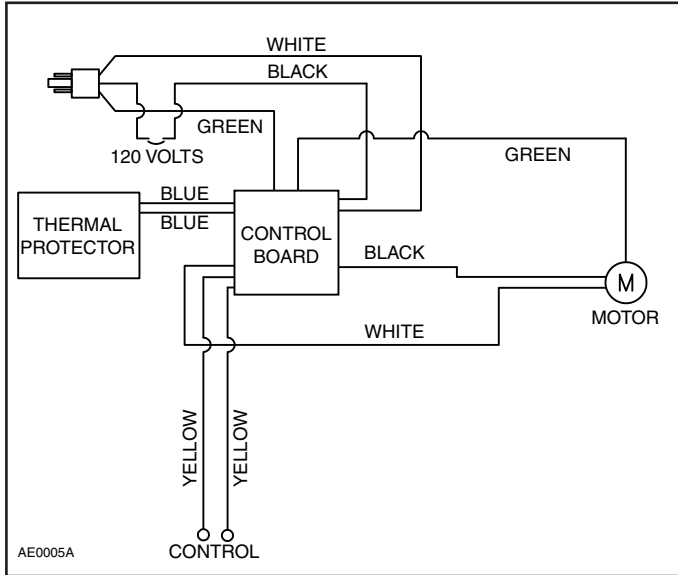 WHITE
BLACK
GREEN
120 VOLTS
GREEN
BLUE
BLUE
THERMAL
PROTECTOR
CONTROL
BOARD
BLACK
M
MOTOR
WHITE
YELLOW
YELLOW
AE0005A
CONTROL